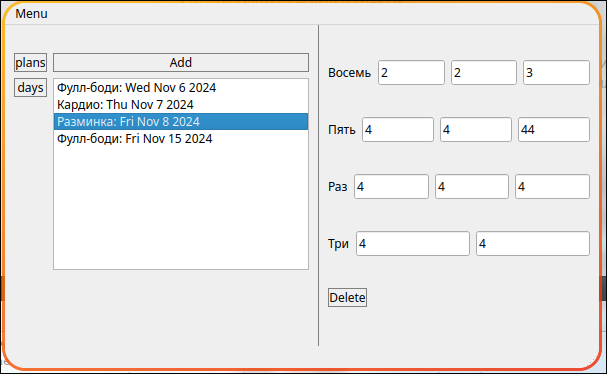 Menu
plans
Add
days
Фулл-боди: Wed Nov 6 2024
Кардио: Thu Nov 7 2024
Разминка: Fri Nov 8 2024
Фулл-боди: Fri Nov 15 2024
Восемь 2 2 3
Пять 4 4 44
Раз 4 4 4
Три 4 4
Delete